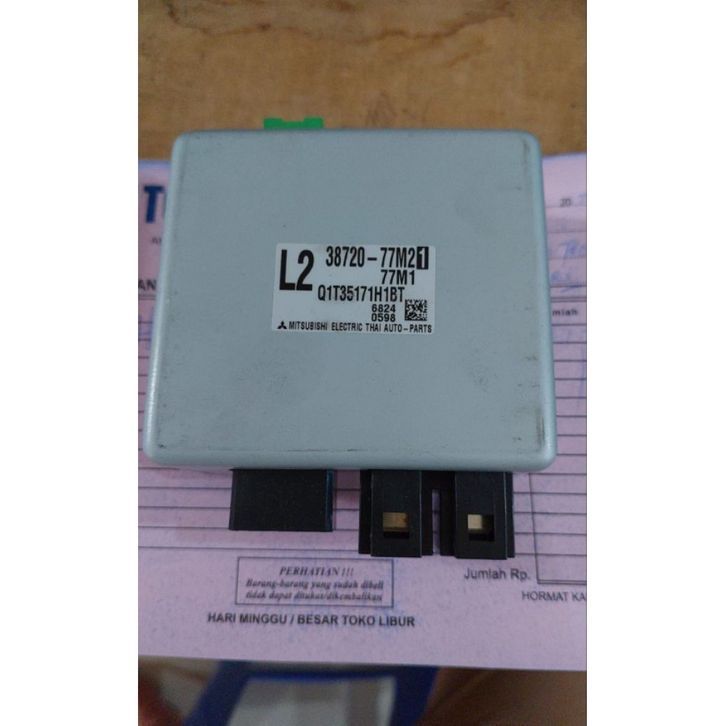 20
L2 38720-77M21
77M1
Q1T35171H1BT
6824
0598
MITSUBISHI ELECTRIC THAI AUTO-PARTS
PERHATIAN !!!
Barang-barang yang sudah dibeli
tidak dapat ditukar/dikembalikan
Jumlah Rp.
HORMAT KA
HARI MINGGU / BESAR TOKO LIBUR